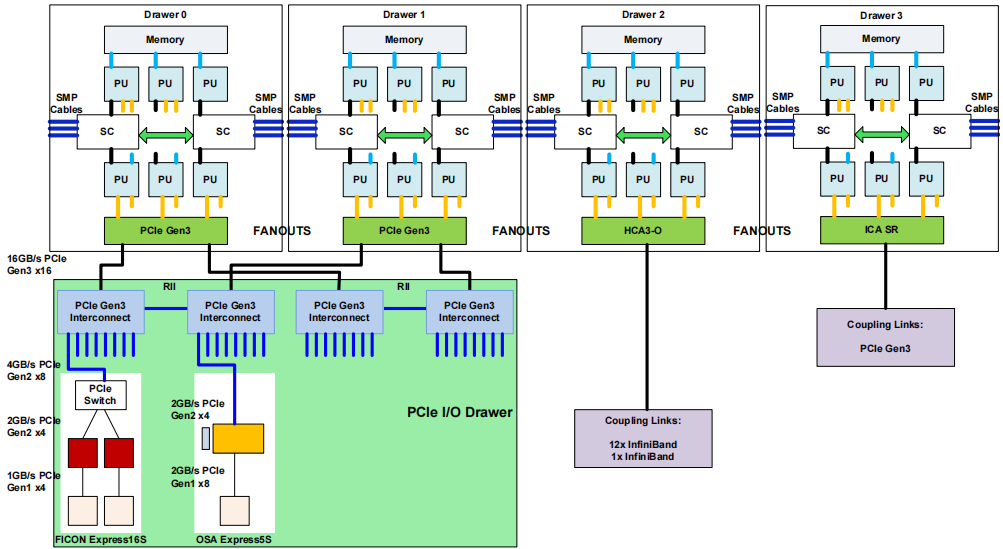 Drawer 0
Memory
PU
PU
PU
SMP
Cables
SC
SC
SMP
Cables
PU
PU
PU
PCIe Gen3
FANOUTS
Drawer 1
Memory
PU
PU
PU
SC
SC
SMP
Cables
PU
PU
PU
PCIe Gen3
FANOUTS
Drawer 2
Memory
PU
PU
PU
SC
SC
SMP
Cables
PU
PU
PU
HCA3-O
FANOUTS
Drawer 3
Memory
PU
PU
PU
SC
SC
SMP
Cables
PU
PU
PU
ICA SR
16GB/s PCIe
Gen3 x16
RII
RII
PCIe Gen3
Interconnect
PCIe Gen3
Interconnect
PCIe Gen3
Interconnect
PCIe Gen3
Interconnect
4GB/s PCIe
Gen2 x8
PCIe
Switch
2GB/s PCIe
Gen2 x4
1GB/s PCIe
Gen1 x4
FICON Express16S
2GB/s PCIe
Gen2 x4
2GB/s PCIe
Gen1 x8
OSA Express5S
PCIe I/O Drawer
Coupling Links:
12x InfiniBand
1x InfiniBand
Coupling Links:
PCIe Gen3